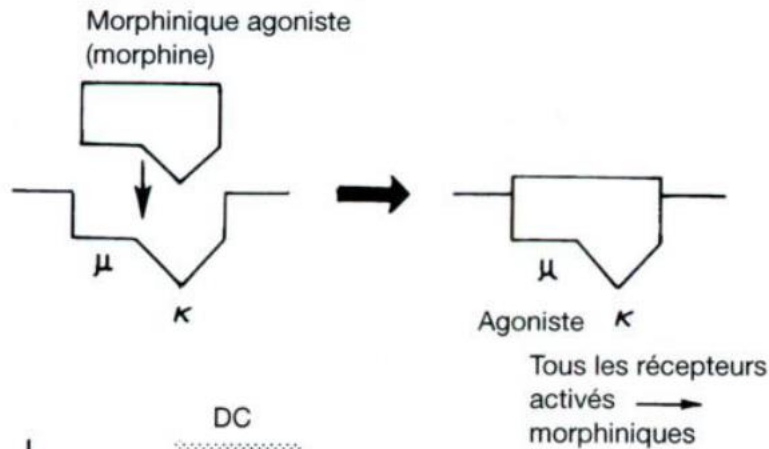 Morphinique agoniste
(morphine)
μ
κ
μ
Agoniste κ
Tous les récepteurs
activés
morphiniques
DC